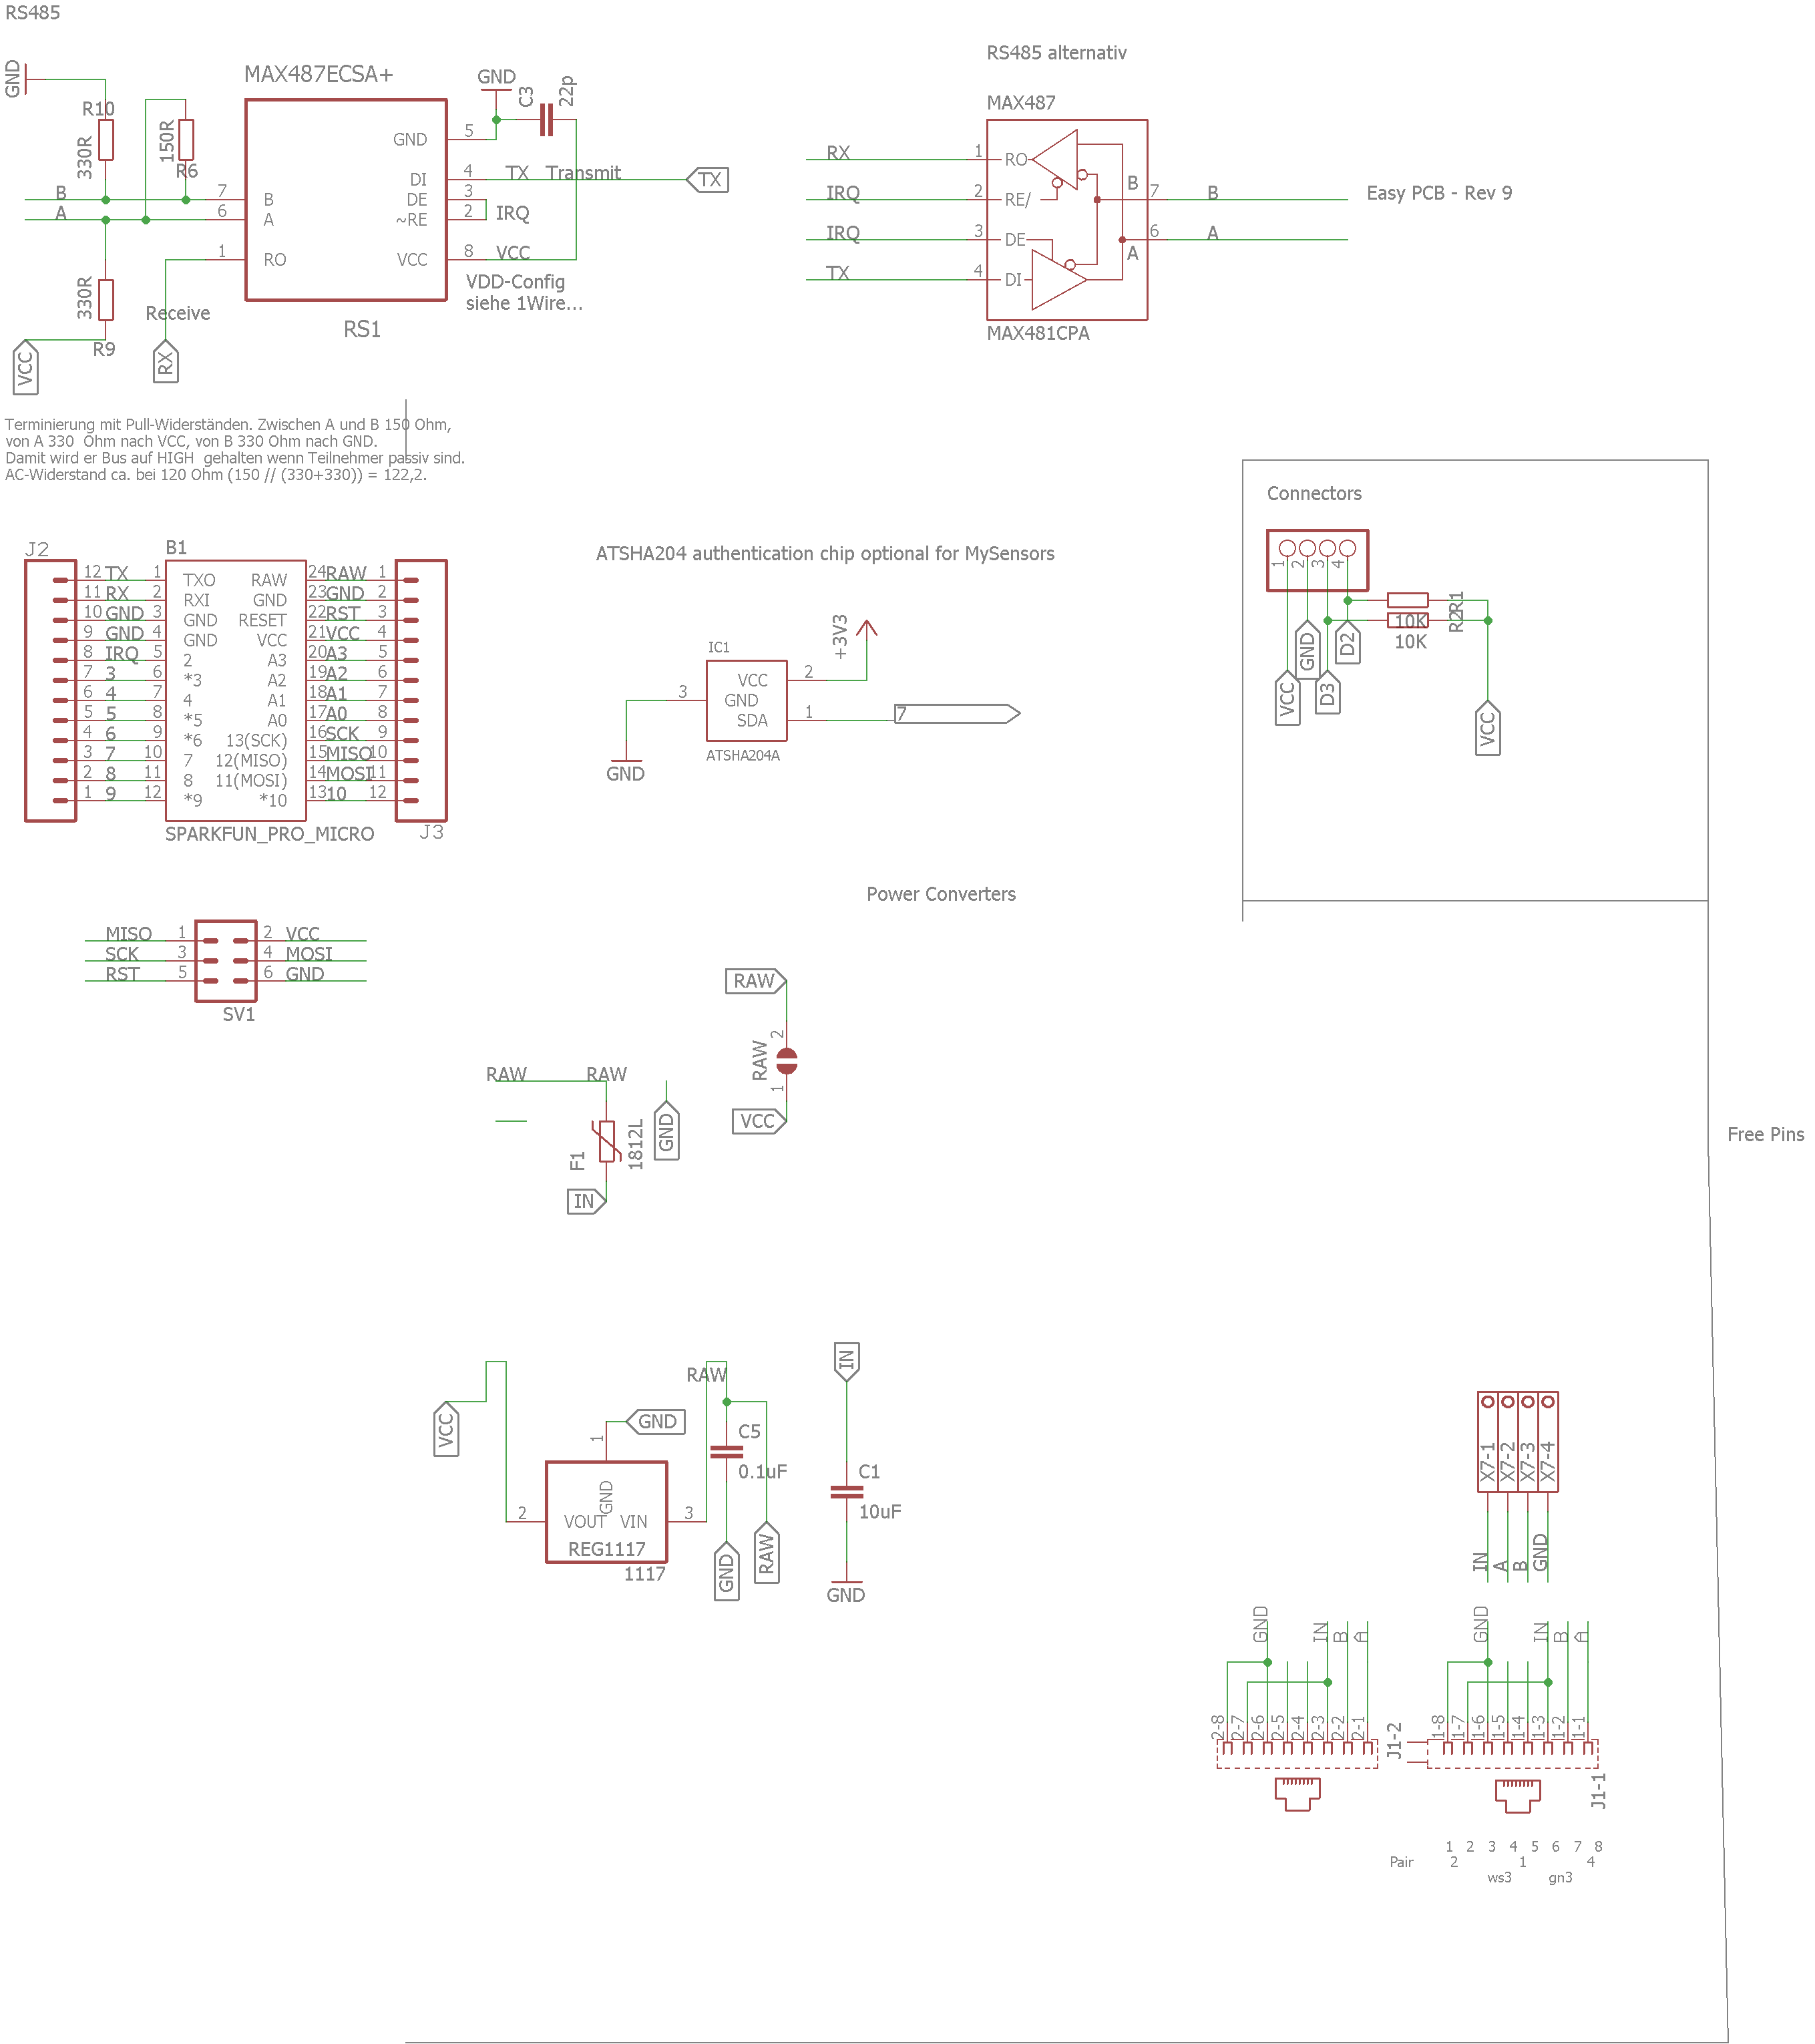 RS485
GND
R10
330R
150R
R6
B
A
330R
R9
VCC
Receive
RX
MAX487ECSA+
7 B
6 A
1 RO
GND 5
DI 4
DE 3
~RE 2
VCC 8
RS1
GND
C3
22p
TX Transmit
TX
IRQ
VCC
VDD-Config
siehe 1Wire...
RS485 alternativ
MAX487
RX 1 RO
IRQ 2 RE/
IRQ 3 DE
TX 4 DI
B 7 B
A 6 A
MAX481CPA
Easy PCB - Rev 9
Terminierung mit Pull-Widerständen. Zwischen A und B 150 Ohm,
von A 330 Ohm nach VCC, von B 330 Ohm nach GND.
Damit wird er Bus auf HIGH gehalten wenn Teilnehmer passiv sind.
AC-Widerstand ca. bei 120 Ohm (150 // (330+330)) = 122,2.
J2
B1
12 TX 1 TXO RAW 24 RAW 1
11 RX 2 RXI GND 23 GND 2
10 GND 3 GND RESET 22 RST 3
9 GND 4 GND VCC 21 VCC 4
8 IRQ 5 2 A3 20 A3 5
7 3 6 *3 A2 19 A2 6
6 4 7 4 A1 18 A1 7
5 5 8 *5 A0 17 A0 8
4 6 9 *6 13(SCK) 16 SCK 9
3 7 10 7 12(MISO) 15 MISO 10
2 8 11 8 11(MOSI) 14 MOSI 11
1 9 12 *9 *10 13 10 12
SPARKFUN_PRO_MICRO
J3
ATSHA204 authentication chip optional for MySensors
IC1
+3V3
VCC 2
3 GND
SDA 1
7
ATSHA204A
GND
Connectors
1 2 3 4
R1
10K
R2
10K
D2
GND
D3
VCC
VCC
MISO 1 2 VCC
SCK 3 4 MOSI
RST 5 6 GND
SV1
Power Converters
RAW
2
RAW
1
VCC
RAW RAW
F1
1812L
GND
IN
Free Pins
VCC
RAW
GND
1
C5
0.1uF
2 VOUT GND VIN 3
REG1117
1117
GND
RAW
IN
C1
10uF
GND
X7-1 X7-2 X7-3 X7-4
IN A B GND
GND IN B A
2-8 2-7 2-6 2-5 2-4 2-3 2-2 2-1
J1-2
GND IN B A
1-8 1-7 1-6 1-5 1-4 1-3 1-2 1-1
J1-1
1 2 3 4 5 6 7 8
Pair 2 1 4
ws3 gn3